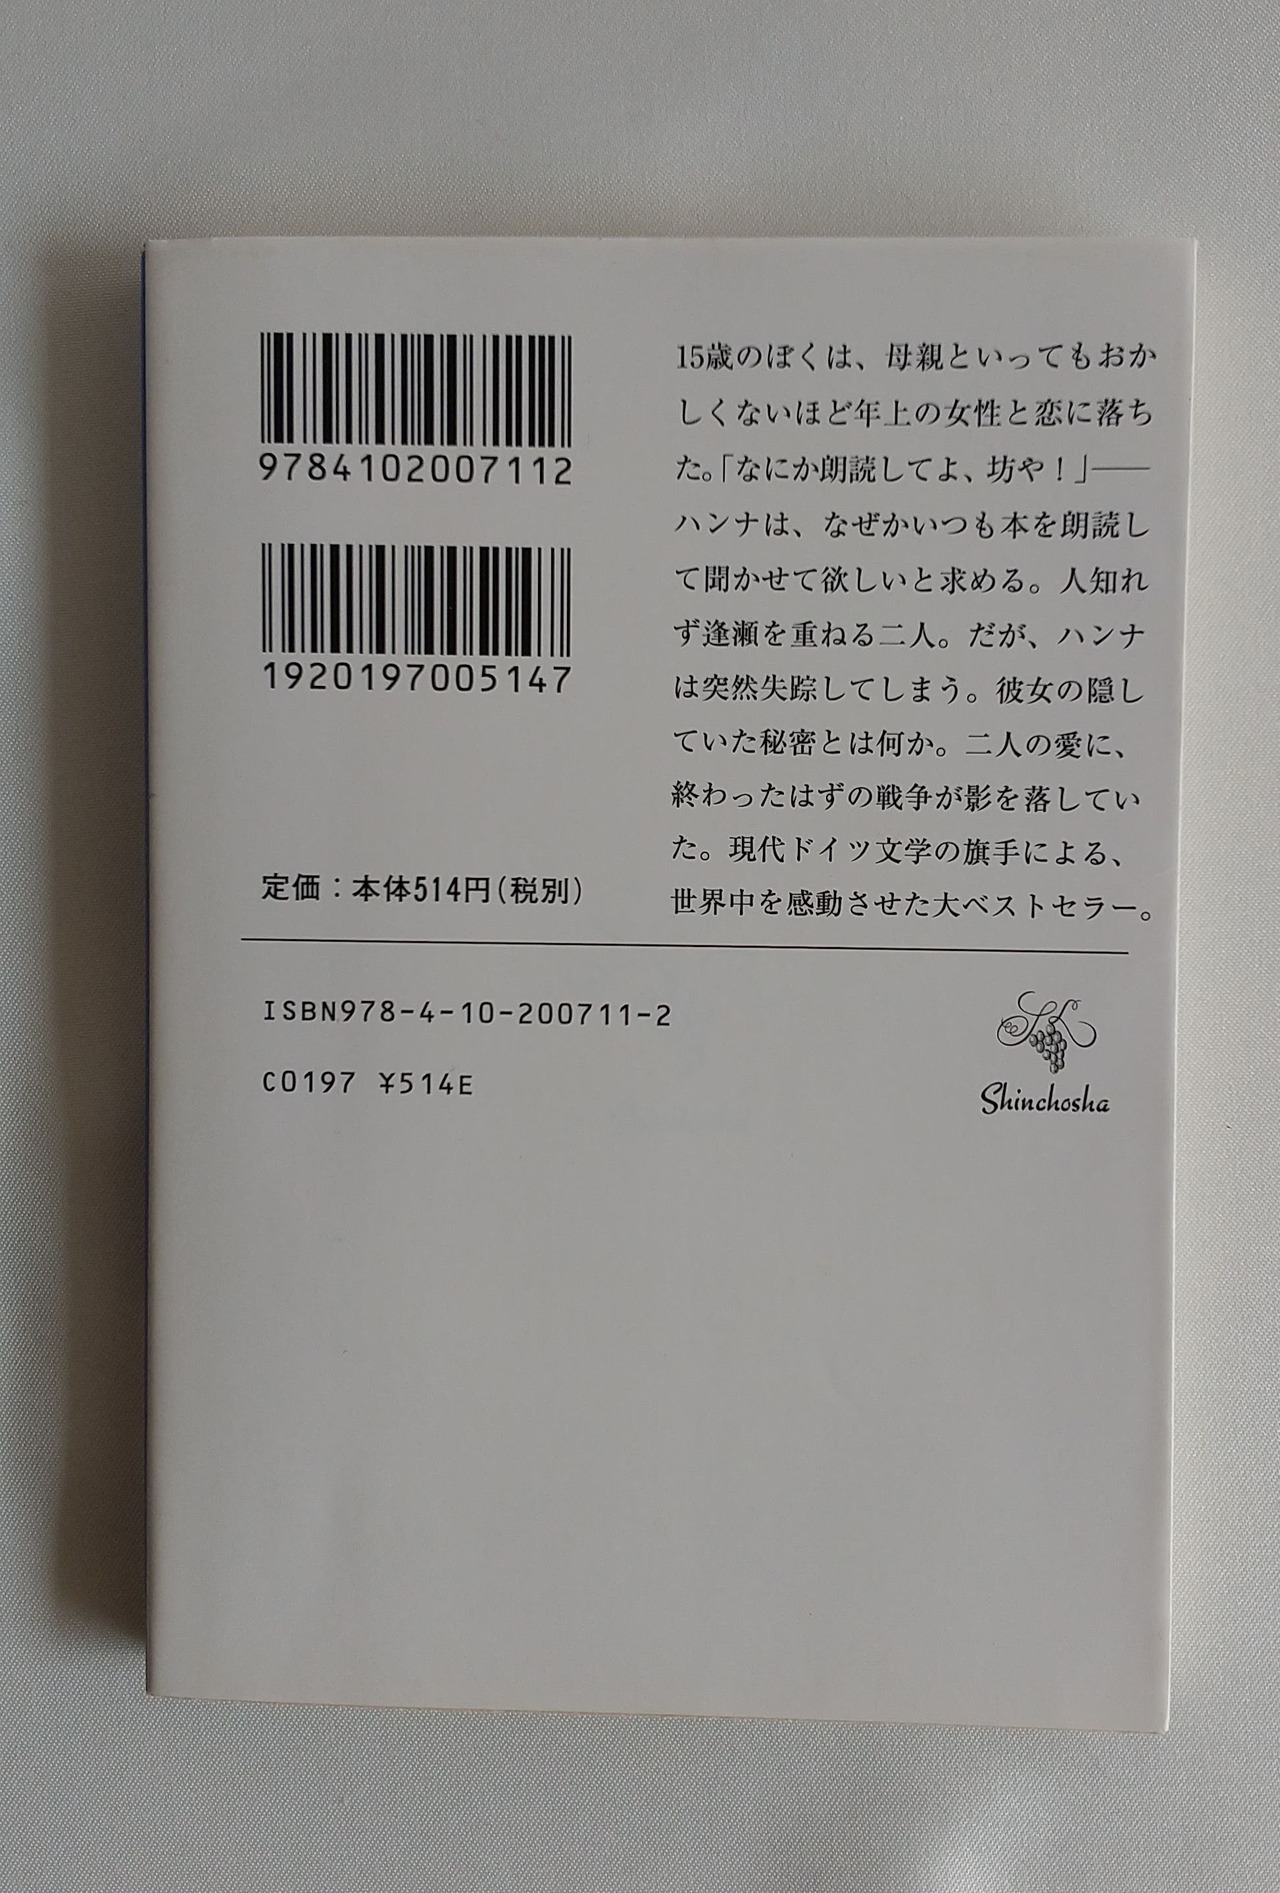 9784102007112
1920197005147
定価：本体514円（税別）
15歳のぼくは、母親といってもおか
しくないほど年上の女性と恋に落ち
た。「なにか朗読してよ、坊や！」――
ハンナは、なぜかいつも本を朗読し
て聞かせて欲しいと求める。人知れ
ず逢瀬を重ねる二人。だが、ハンナ
は突然失踪してしまう。彼女の隠し
ていた秘密とは何か。二人の愛に、
終わったはずの戦争が影を落してい
た。現代ドイツ文学の旗手による、
世界中を感動させた大ベストセラー。
ISBN978-4-10-200711-2
C0197 ¥514E
Shinchosha